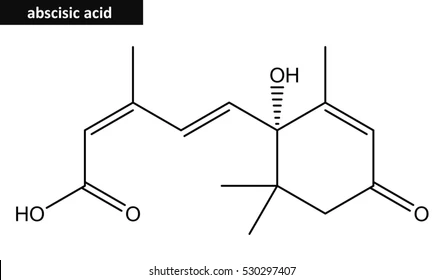 abscisic acid
OH
HO
O
O
shutterstock.com · 530297407